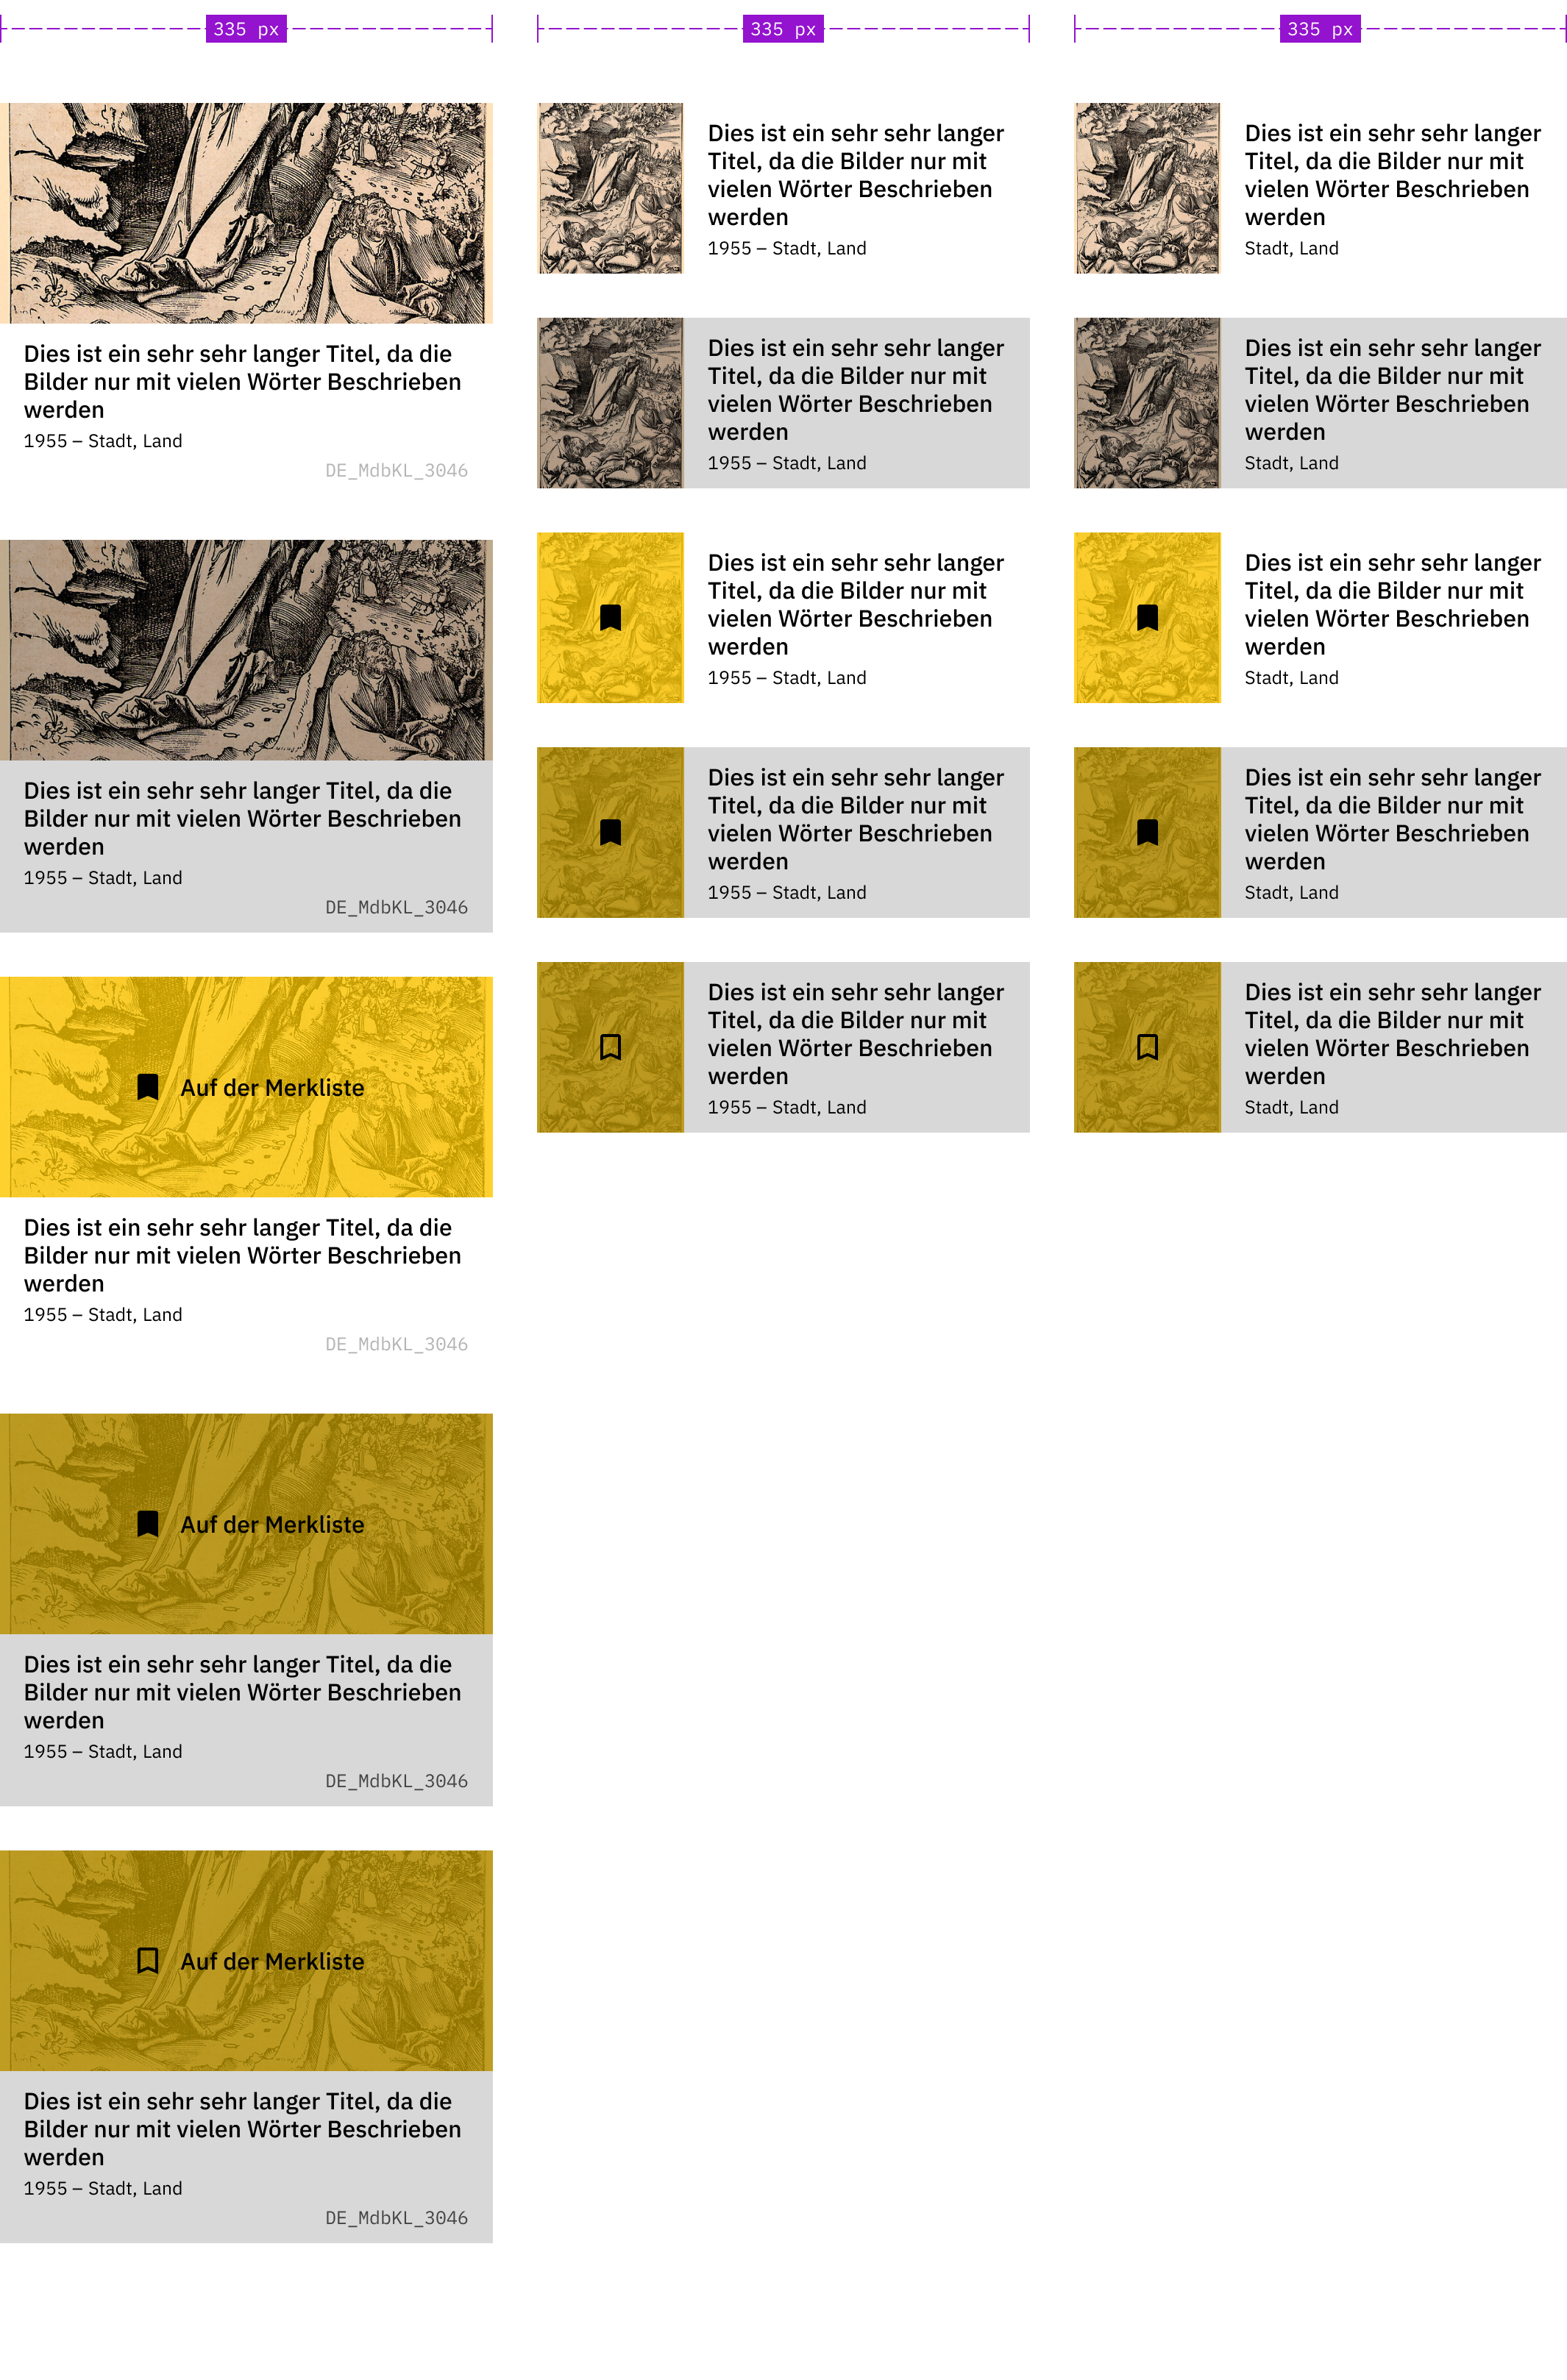 335 px
Dies ist ein sehr sehr langer Titel, da die
Bilder nur mit vielen Wörter Beschrieben
werden
1955 – Stadt, Land
DE_MdbKL_3046
Dies ist ein sehr sehr langer Titel, da die
Bilder nur mit vielen Wörter Beschrieben
werden
1955 – Stadt, Land
DE_MdbKL_3046
Auf der Merkliste
Dies ist ein sehr sehr langer Titel, da die
Bilder nur mit vielen Wörter Beschrieben
werden
1955 – Stadt, Land
DE_MdbKL_3046
Auf der Merkliste
Dies ist ein sehr sehr langer Titel, da die
Bilder nur mit vielen Wörter Beschrieben
werden
1955 – Stadt, Land
DE_MdbKL_3046
Auf der Merkliste
Dies ist ein sehr sehr langer Titel, da die
Bilder nur mit vielen Wörter Beschrieben
werden
1955 – Stadt, Land
DE_MdbKL_3046
335 px
Dies ist ein sehr sehr langer
Titel, da die Bilder nur mit
vielen Wörter Beschrieben
werden
1955 – Stadt, Land
Dies ist ein sehr sehr langer
Titel, da die Bilder nur mit
vielen Wörter Beschrieben
werden
1955 – Stadt, Land
Dies ist ein sehr sehr langer
Titel, da die Bilder nur mit
vielen Wörter Beschrieben
werden
1955 – Stadt, Land
Dies ist ein sehr sehr langer
Titel, da die Bilder nur mit
vielen Wörter Beschrieben
werden
1955 – Stadt, Land
Dies ist ein sehr sehr langer
Titel, da die Bilder nur mit
vielen Wörter Beschrieben
werden
1955 – Stadt, Land
335 px
Dies ist ein sehr sehr langer
Titel, da die Bilder nur mit
vielen Wörter Beschrieben
werden
Stadt, Land
Dies ist ein sehr sehr langer
Titel, da die Bilder nur mit
vielen Wörter Beschrieben
werden
Stadt, Land
Dies ist ein sehr sehr langer
Titel, da die Bilder nur mit
vielen Wörter Beschrieben
werden
Stadt, Land
Dies ist ein sehr sehr langer
Titel, da die Bilder nur mit
vielen Wörter Beschrieben
werden
Stadt, Land
Dies ist ein sehr sehr langer
Titel, da die Bilder nur mit
vielen Wörter Beschrieben
werden
Stadt, Land